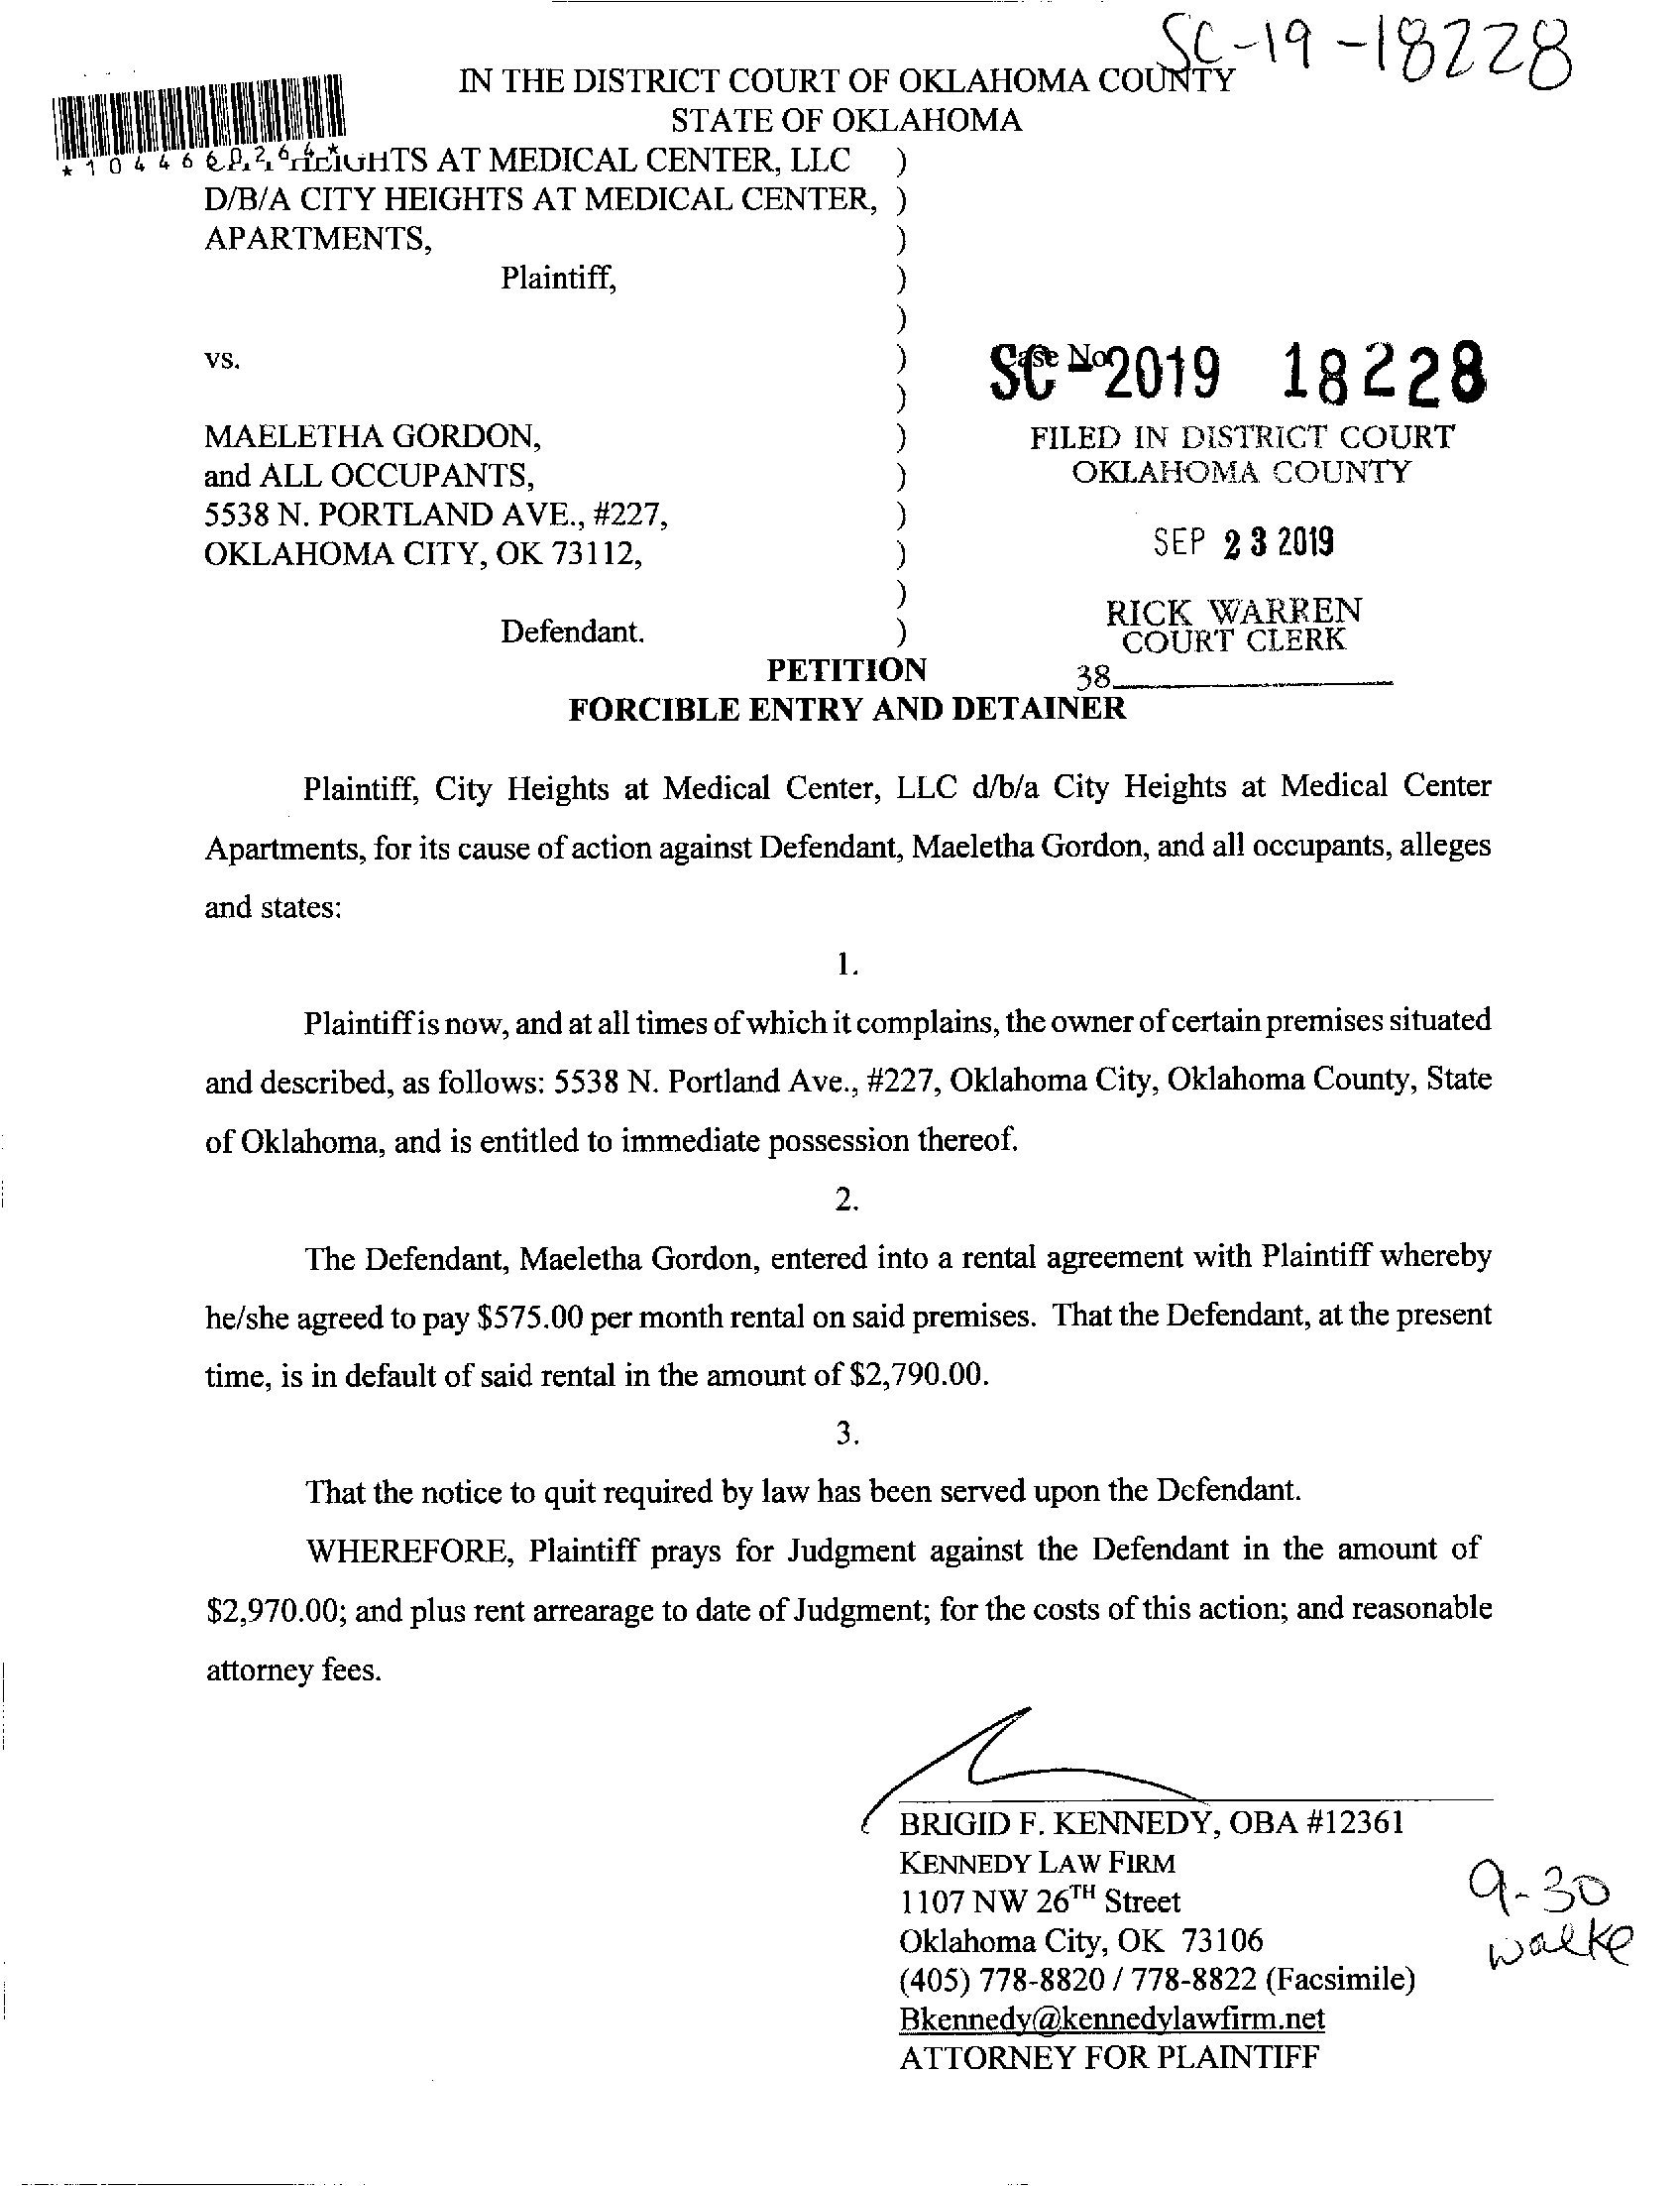 SC-19-18228
IN THE DISTRICT COURT OF OKLAHOMA COUNTY
STATE OF OKLAHOMA
HEIGHTS AT MEDICAL CENTER, LLC )
D/B/A CITY HEIGHTS AT MEDICAL CENTER, )
APARTMENTS, )
Plaintiff, )
)
vs. )
Case No.
SC-2019 18228
)
MAELETHA GORDON, )
FILED IN DISTRICT COURT
and ALL OCCUPANTS, )
OKLAHOMA COUNTY
5538 N. PORTLAND AVE., #227, )
OKLAHOMA CITY, OK 73112, )
SEP 23 2019
)
RICK WARREN
Defendant. )
COURT CLERK
PETITION
38
FORCIBLE ENTRY AND DETAINER
Plaintiff, City Heights at Medical Center, LLC d/b/a City Heights at Medical Center
Apartments, for its cause of action against Defendant, Maeletha Gordon, and all occupants, alleges
and states:
1.
Plaintiff is now, and at all times of which it complains, the owner of certain premises situated
and described, as follows: 5538 N. Portland Ave., #227, Oklahoma City, Oklahoma County, State
of Oklahoma, and is entitled to immediate possession thereof.
2.
The Defendant, Maeletha Gordon, entered into a rental agreement with Plaintiff whereby
he/she agreed to pay $575.00 per month rental on said premises. That the Defendant, at the present
time, is in default of said rental in the amount of $2,790.00.
3.
That the notice to quit required by law has been served upon the Defendant.
WHEREFORE, Plaintiff prays for Judgment against the Defendant in the amount of
$2,970.00; and plus rent arrearage to date of Judgment; for the costs of this action; and reasonable
attorney fees.
BRIGID F. KENNEDY, OBA #12361
KENNEDY LAW FIRM
1107 NW 26TH Street
Oklahoma City, OK 73106
(405) 778-8820 / 778-8822 (Facsimile)
Bkennedy@kennedylawfirm.net
ATTORNEY FOR PLAINTIFF
9-30
walke